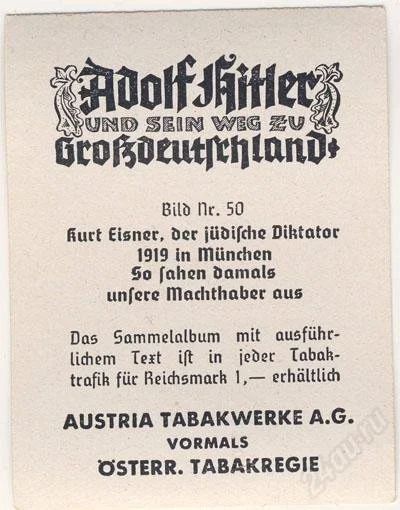 Adolf Hitler
UND SEIN WEG ZU
Großdeutschland
Bild Nr. 50
Kurt Eisner, der jüdische Diktator
1919 in München
So sahen damals
unsere Machthaber aus
Das Sammelalbum mit ausführ-
lichem Text ist in jeder Tabak-
trafik für Reichsmark 1,— erhältlich
AUSTRIA TABAKWERKE A.G.
VORMALS
ÖSTERR. TABAKREGIE
24au.ru